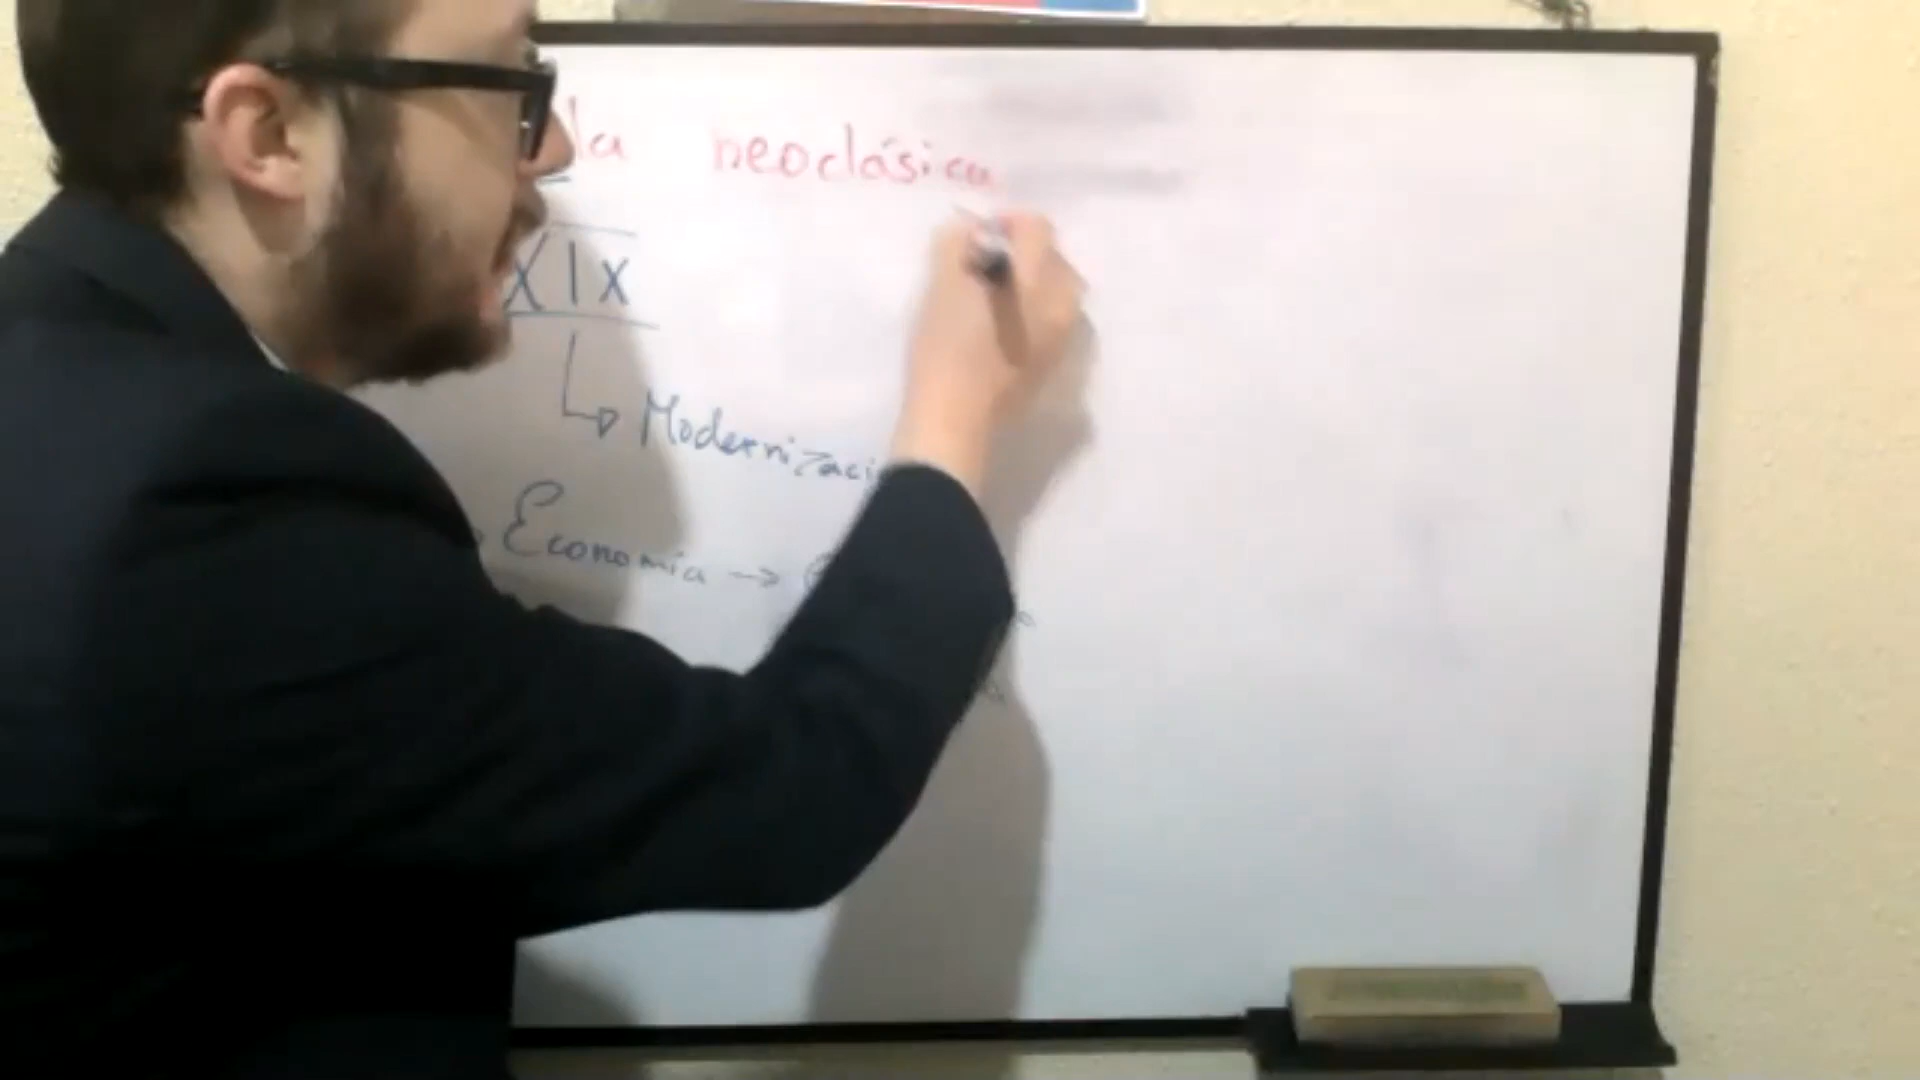 la neoclásica
XIX
Modernizaci
Economía →